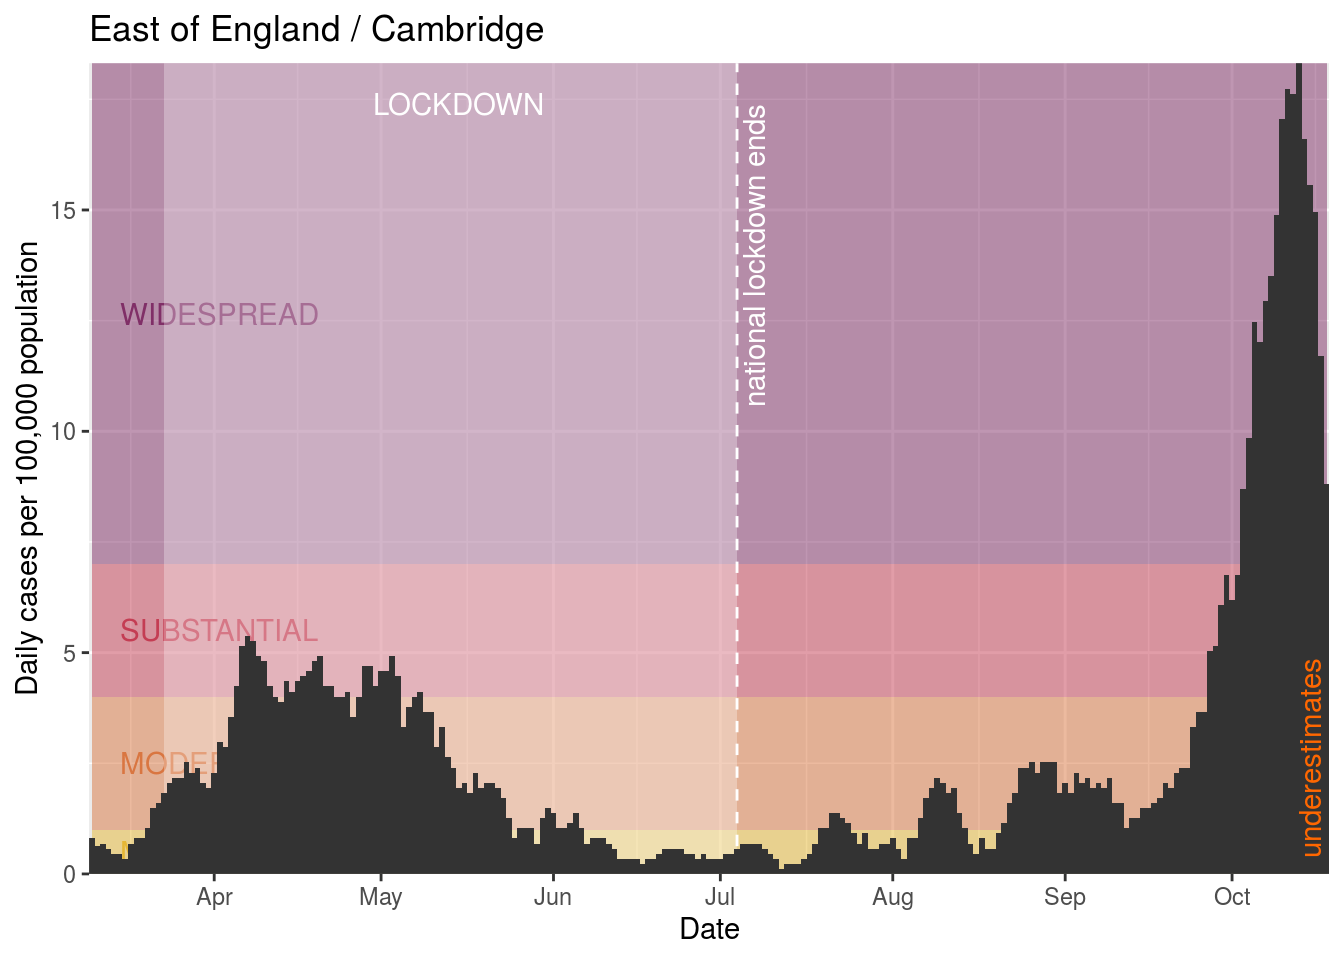 East of England / Cambridge
LOCKDOWN
national lockdown ends
WIDESPREAD
SUBSTANTIAL
underestimates
Daily cases per 100,000 population
15
10
5
0
Apr May Jun Jul Aug Sep Oct
Date